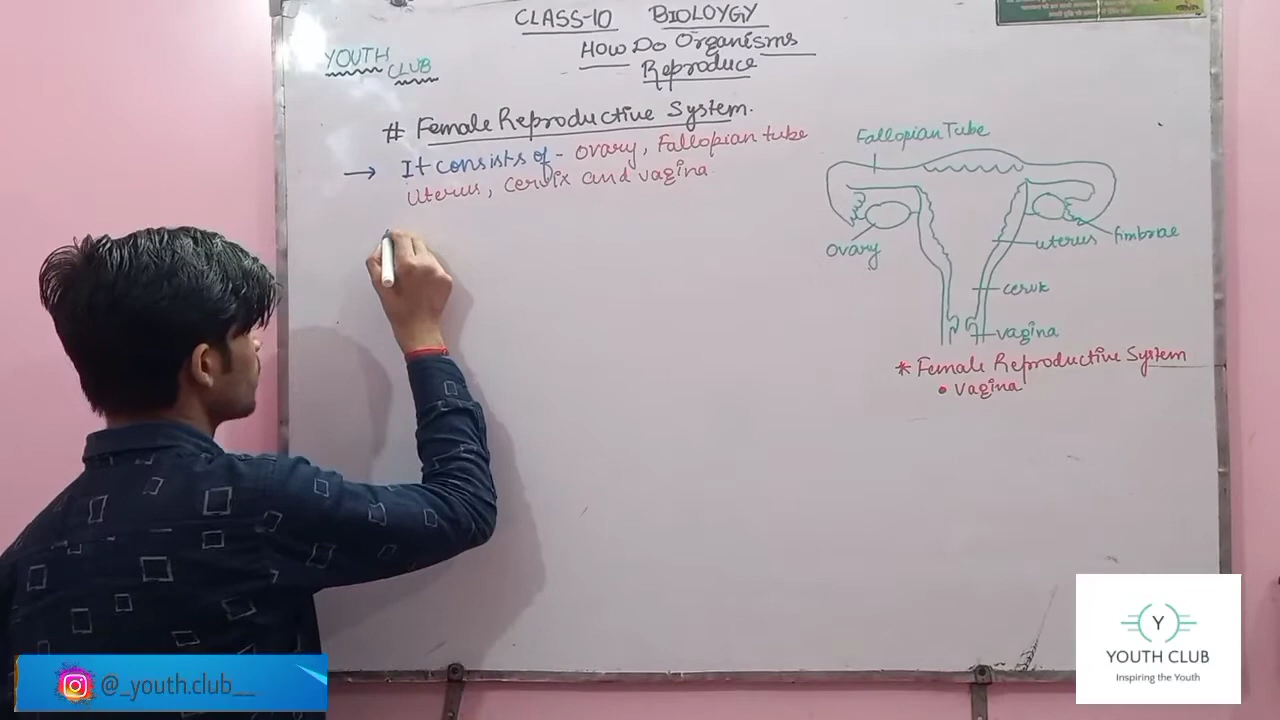 CLASS-10 BIOLOYGY
How Do Organisms
Reproduce
YOUTH
CLUB
# Female Reproductive System.
→ It consists of - ovary, Fallopian tube
uterus, cervix and vagina.
Fallopian Tube
ovary
uterus
fimbriae
cervix
vagina
* Female Reproductive System
• vagina
@_youth.club__
Y
YOUTH CLUB
Inspiring the Youth